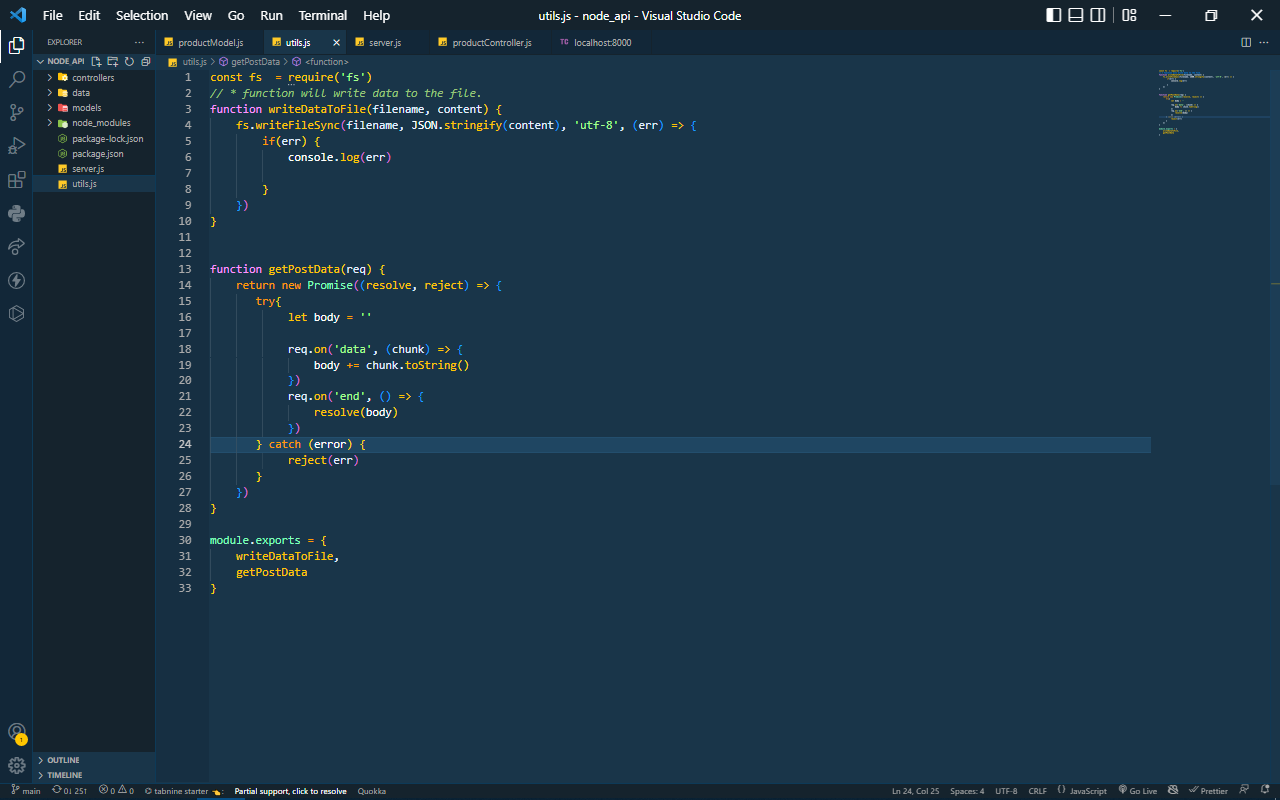 File Edit Selection View Go Run Terminal Help
utils.js - node_api - Visual Studio Code
EXPLORER
productModel.js
utils.js
server.js
productController.js
TC localhost:8000
NODE API
utils.js > getPostData > <function>
controllers
data
models
node_modules
package-lock.json
package.json
server.js
utils.js
1 const fs  = require('fs')
2 // * function will write data to the file.
3 function writeDataToFile(filename, content) {
4     fs.writeFileSync(filename, JSON.stringify(content), 'utf-8', (err) => {
5         if(err) {
6             console.log(err)
7
8         }
9     })
10 }
11
12
13 function getPostData(req) {
14     return new Promise((resolve, reject) => {
15        try{
16             let body = ''
17
18             req.on('data', (chunk) => {
19                 body += chunk.toString()
20             })
21             req.on('end', () => {
22                 resolve(body)
23             })
24        } catch (error) {
25             reject(err)
26        }
27     })
28 }
29
30 module.exports = {
31     writeDataToFile,
32     getPostData
33 }
OUTLINE
TIMELINE
main 0↓ 25↑ 0 0 tabnine starter Partial support, click to resolve Quokka Ln 24, Col 25 Spaces: 4 UTF-8 CRLF {} JavaScript Go Live Prettier